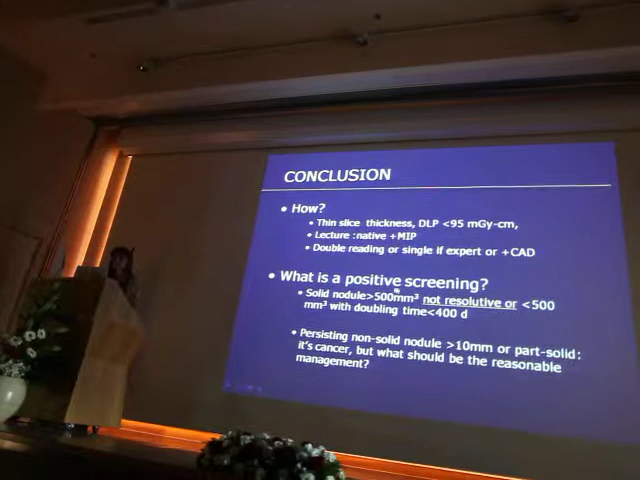 CONCLUSION
• How?
• Thin slice thickness, DLP <95 mGy-cm,
• Lecture :native +MIP
• Double reading or single if expert or +CAD
• What is a positive screening?
• Solid nodule>500mm³ not resolutive or <500
mm³ with doubling time<400 d
• Persisting non-solid nodule >10mm or part-solid:
it's cancer, but what should be the reasonable
management?